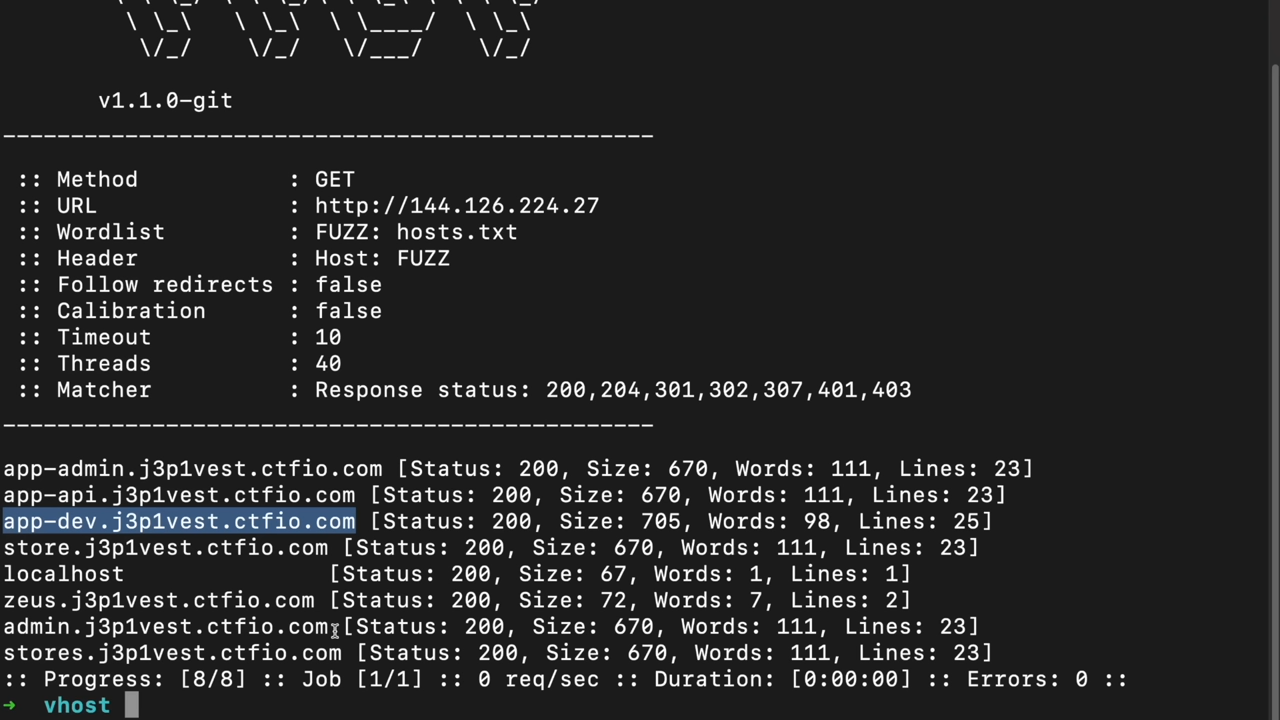 v1.1.0-git
________________________________________________
:: Method : GET
:: URL : http://144.126.224.27
:: Wordlist : FUZZ: hosts.txt
:: Header : Host: FUZZ
:: Follow redirects : false
:: Calibration : false
:: Timeout : 10
:: Threads : 40
:: Matcher : Response status: 200,204,301,302,307,401,403
________________________________________________
app-admin.j3p1vest.ctfio.com [Status: 200, Size: 670, Words: 111, Lines: 23]
app-api.j3p1vest.ctfio.com [Status: 200, Size: 670, Words: 111, Lines: 23]
app-dev.j3p1vest.ctfio.com [Status: 200, Size: 705, Words: 98, Lines: 25]
store.j3p1vest.ctfio.com [Status: 200, Size: 670, Words: 111, Lines: 23]
localhost [Status: 200, Size: 67, Words: 1, Lines: 1]
zeus.j3p1vest.ctfio.com [Status: 200, Size: 72, Words: 7, Lines: 2]
admin.j3p1vest.ctfio.com [Status: 200, Size: 670, Words: 111, Lines: 23]
stores.j3p1vest.ctfio.com [Status: 200, Size: 670, Words: 111, Lines: 23]
:: Progress: [8/8] :: Job [1/1] :: 0 req/sec :: Duration: [0:00:00] :: Errors: 0 ::
➜ vhost